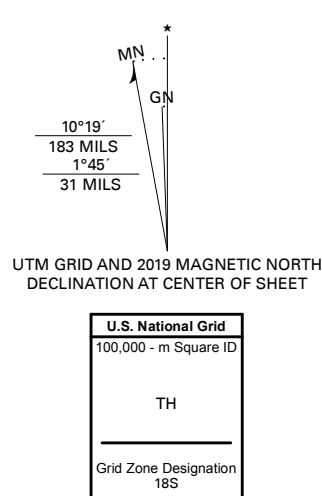 ★
MN
GN
10°19´
183 MILS
1°45´
31 MILS
UTM GRID AND 2019 MAGNETIC NORTH
DECLINATION AT CENTER OF SHEET
U.S. National Grid
100,000 - m Square ID
TH
Grid Zone Designation
18S